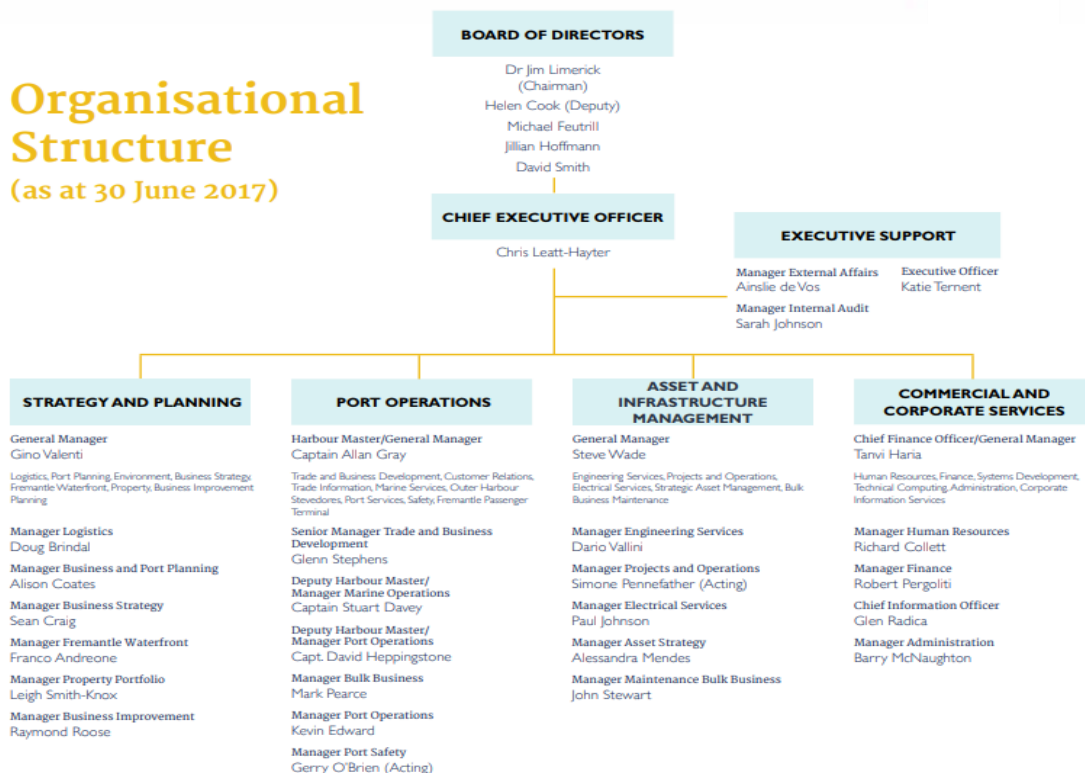 Organisational
Structure
(as at 30 June 2017)
BOARD OF DIRECTORS
Dr Jim Limerick
(Chairman)
Helen Cook (Deputy)
Michael Feutrill
Jillian Hoffmann
David Smith
CHIEF EXECUTIVE OFFICER
Chris Leatt-Hayter
EXECUTIVE SUPPORT
Manager External Affairs
Ainslie de Vos
Manager Internal Audit
Sarah Johnson
Executive Officer
Katie Ternent
STRATEGY AND PLANNING
General Manager
Gino Valenti
Logistics, Port Planning, Environment, Business Strategy,
Fremantle Waterfront, Property, Business Improvement
Planning
Manager Logistics
Doug Brindal
Manager Business and Port Planning
Alison Coates
Manager Business Strategy
Sean Craig
Manager Fremantle Waterfront
Franco Andreone
Manager Property Portfolio
Leigh Smith-Knox
Manager Business Improvement
Raymond Roose
PORT OPERATIONS
Harbour Master/General Manager
Captain Allan Gray
Trade and Business Development, Customer Relations,
Trade Information, Marine Services, Outer Harbour
Stevedores, Port Services, Safety, Fremantle Passenger
Terminal
Senior Manager Trade and Business
Development
Glenn Stephens
Deputy Harbour Master/
Manager Marine Operations
Captain Stuart Davey
Deputy Harbour Master/
Manager Port Operations
Capt. David Heppingstone
Manager Bulk Business
Mark Pearce
Manager Port Operations
Kevin Edward
Manager Port Safety
Gerry O'Brien (Acting)
ASSET AND
INFRASTRUCTURE
MANAGEMENT
General Manager
Steve Wade
Engineering Services, Projects and Operations,
Electrical Services, Strategic Asset Management, Bulk
Business Maintenance
Manager Engineering Services
Dario Vallini
Manager Projects and Operations
Simone Pennefather (Acting)
Manager Electrical Services
Paul Johnson
Manager Asset Strategy
Alessandra Mendes
Manager Maintenance Bulk Business
John Stewart
COMMERCIAL AND
CORPORATE SERVICES
Chief Finance Officer/General Manager
Tanvi Haria
Human Resources, Finance, Systems Development,
Technical Computing, Administration, Corporate
Information Services
Manager Human Resources
Richard Collett
Manager Finance
Robert Pergoliti
Chief Information Officer
Glen Radica
Manager Administration
Barry McNaughton